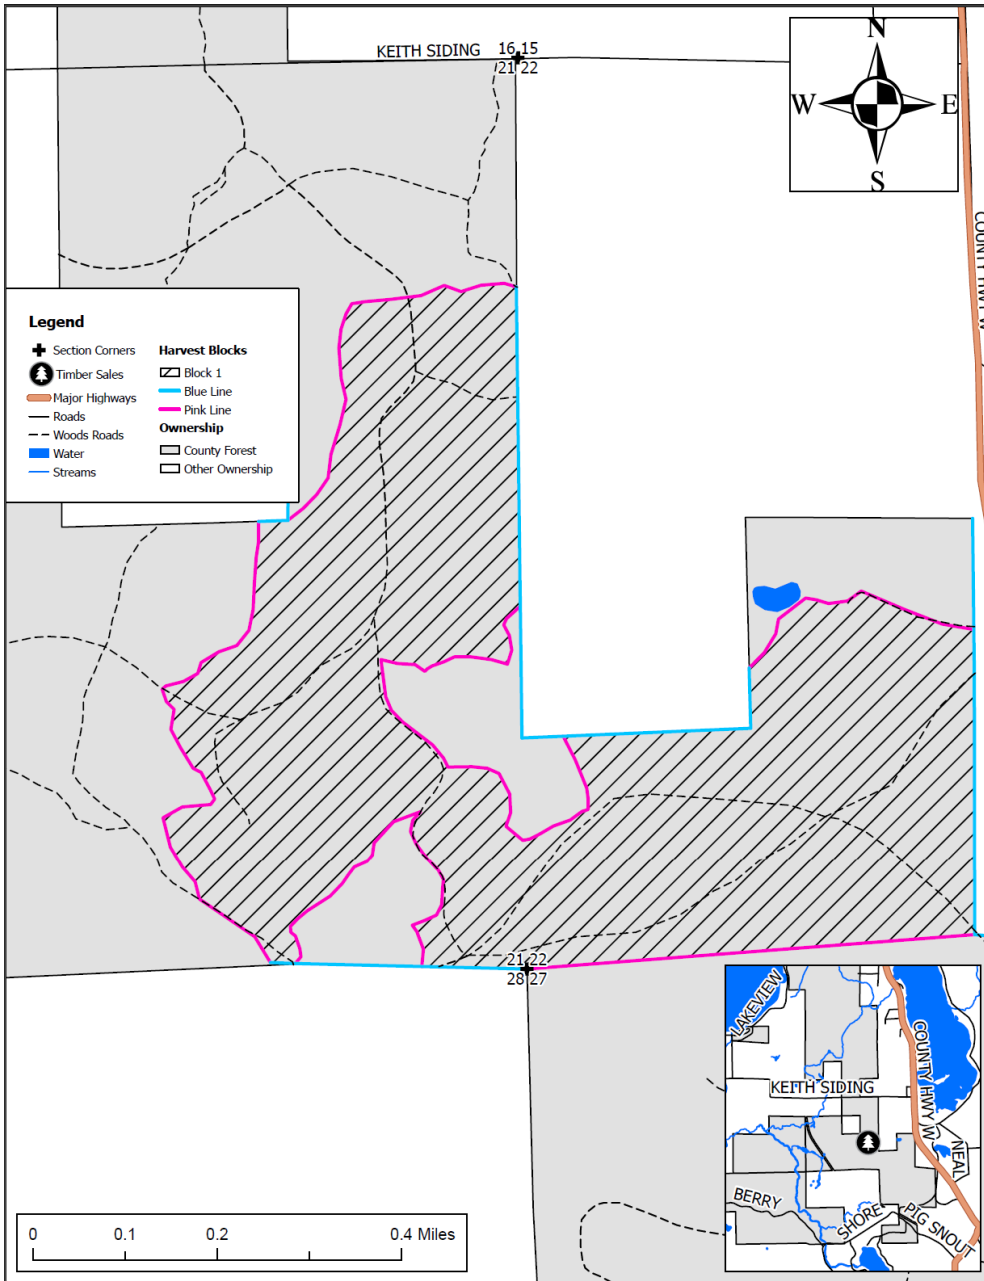 KEITH SIDING
16 15
21 22
N
W E
S
COUNTY HWY W
Legend
Section Corners
Timber Sales
Major Highways
Roads
Woods Roads
Water
Streams
Harvest Blocks
Block 1
Blue Line
Pink Line
Ownership
County Forest
Other Ownership
21 22
28 27
LAKEVIEW
KEITH SIDING
COUNTY HWY W
NEAL
BERRY
SHORE
PIG SNOUT
0 0.1 0.2 0.4 Miles